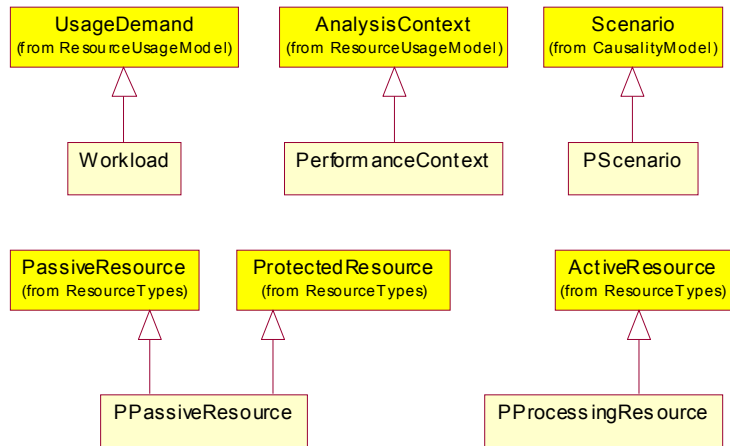 UsageDemand
(from ResourceUsageModel)
AnalysisContext
(from ResourceUsageModel)
Scenario
(from CausalityModel)
Workload
PerformanceContext
PScenario
PassiveResource
(from ResourceTypes)
ProtectedResource
(from ResourceTypes)
ActiveResource
(from ResourceTypes)
PPassiveResource
PProcessingResource